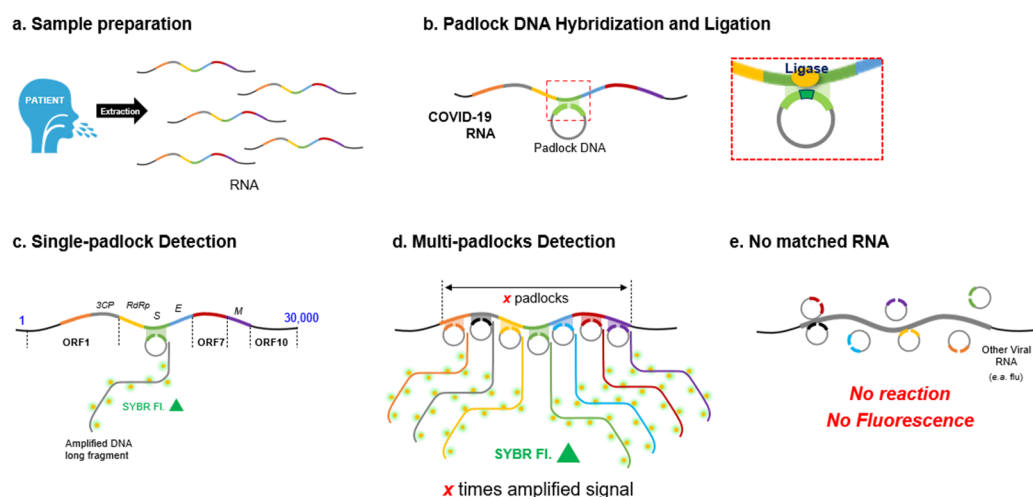 a. Sample preparation
PATIENT
Extraction
RNA
b. Padlock DNA Hybridization and Ligation
COVID-19
RNA
Padlock DNA
Ligase
c. Single-padlock Detection
1
3CP
RdRp
S
E
M
30,000
ORF1
ORF7
ORF10
SYBR Fl.
Amplified DNA
long fragment
d. Multi-padlocks Detection
x padlocks
SYBR Fl.
x times amplified signal
e. No matched RNA
Other Viral
RNA
(e.a. flu)
No reaction
No Fluorescence